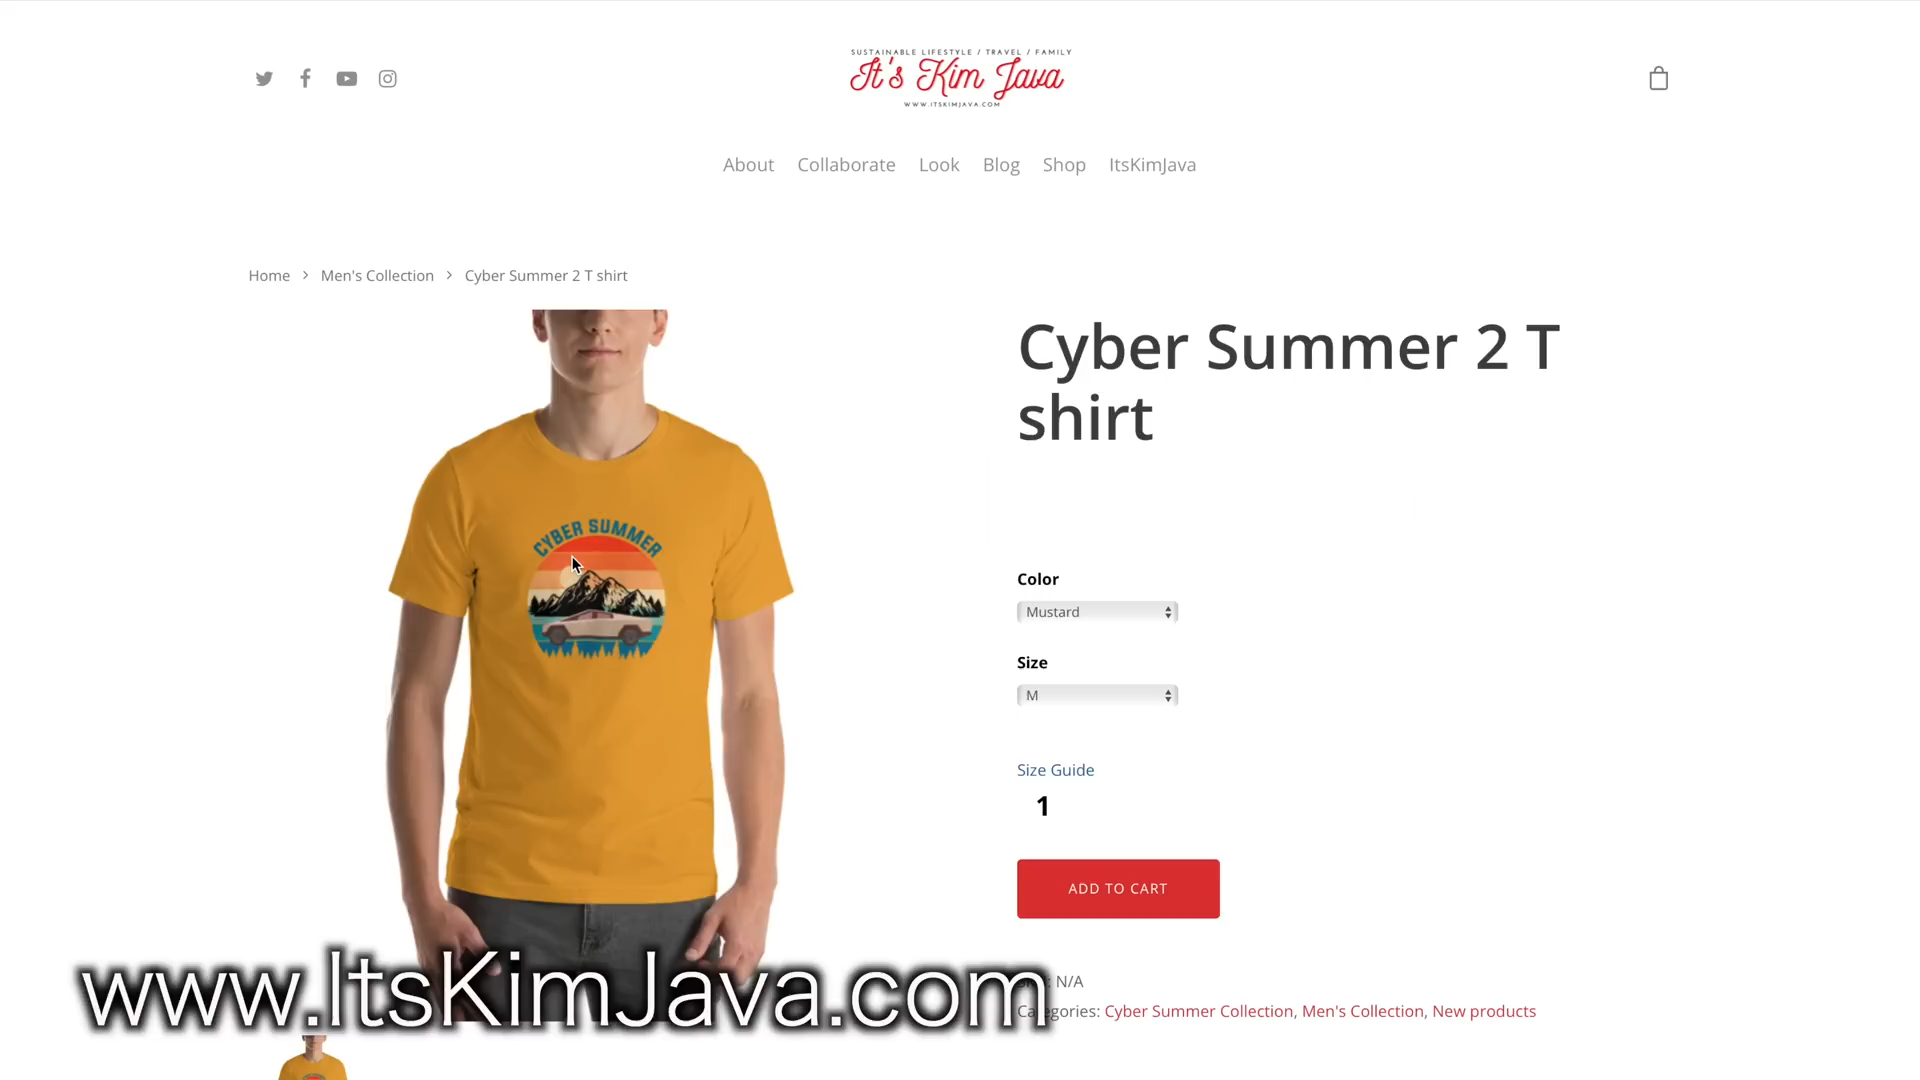 SUSTAINABLE LIFESTYLE / TRAVEL / FAMILY
It's Kim Java
WWW.ITSKIMJAVA.COM
About Collaborate Look Blog Shop ItsKimJava
Home > Men's Collection > Cyber Summer 2 T shirt
Cyber Summer 2 T
shirt
CYBER SUMMER
Color
Mustard
Size
M
Size Guide
1
ADD TO CART
N/A
Categories: Cyber Summer Collection, Men's Collection, New products
www.ItsKimJava.com